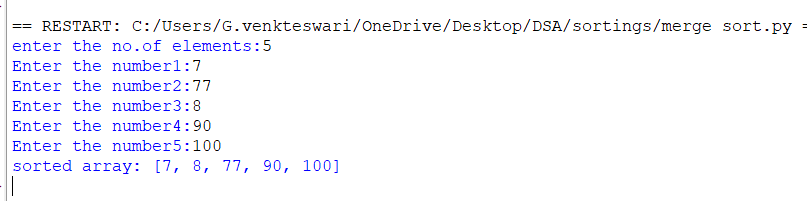 == RESTART: C:/Users/G.venkteswari/OneDrive/Desktop/DSA/sortings/merge sort.py =
enter the no.of elements:5
Enter the number1:7
Enter the number2:77
Enter the number3:8
Enter the number4:90
Enter the number5:100
sorted array: [7, 8, 77, 90, 100]